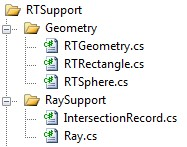 RTSupport
Geometry
RTGeometry.cs
RTRectangle.cs
RTSphere.cs
RaySupport
IntersectionRecord.cs
Ray.cs